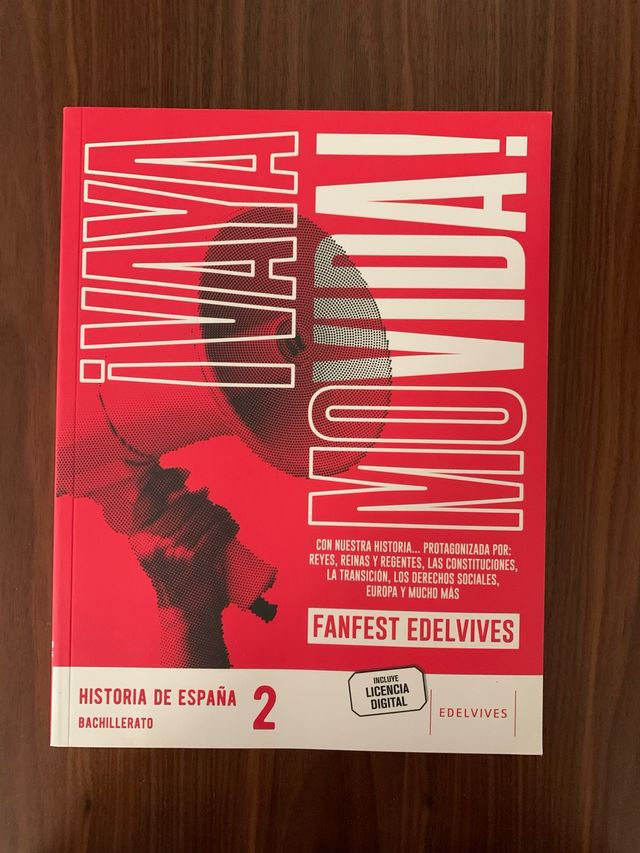 ¡VAYA
MOVIDA!
CON NUESTRA HISTORIA... PROTAGONIZADA POR:
REYES, REINAS Y REGENTES, LAS CONSTITUCIONES,
LA TRANSICIÓN, LOS DERECHOS SOCIALES,
EUROPA Y MUCHO MÁS
FANFEST EDELVIVES
HISTORIA DE ESPAÑA 2
BACHILLERATO
INCLUYE
LICENCIA
DIGITAL
EDELVIVES